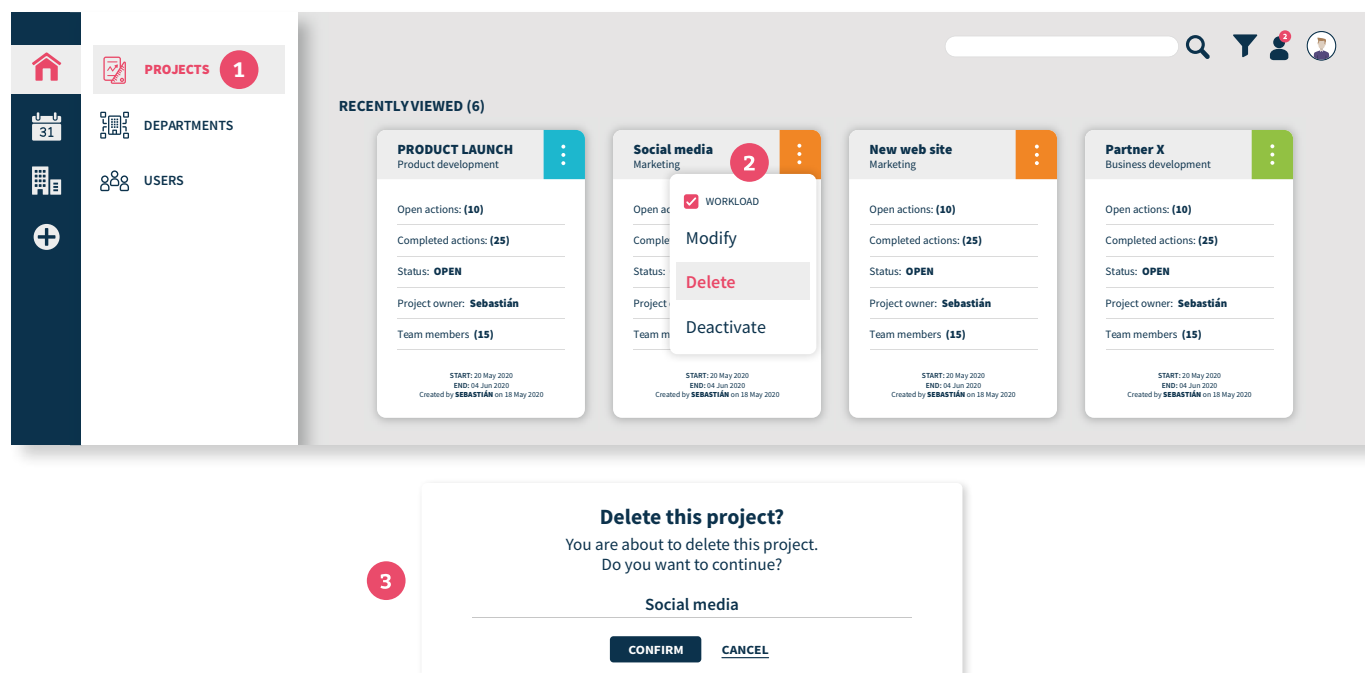 PROJECTS
1
31
DEPARTMENTS
USERS
2
RECENTLY VIEWED (6)
PRODUCT LAUNCH
Product development
Open actions: (10)
Completed actions: (25)
Status: OPEN
Project owner: Sebastián
Team members (15)
START: 20 May 2020
END: 04 Jun 2020
Created by SEBASTIÁN on 18 May 2020
Social media
Marketing
2
Open ac
Comple
Status:
Project
Team m
WORKLOAD
Modify
Delete
Deactivate
START: 20 May 2020
END: 04 Jun 2020
Created by SEBASTIÁN on 18 May 2020
New web site
Marketing
Open actions: (10)
Completed actions: (25)
Status: OPEN
Project owner: Sebastián
Team members (15)
START: 20 May 2020
END: 04 Jun 2020
Created by SEBASTIÁN on 18 May 2020
Partner X
Business development
Open actions: (10)
Completed actions: (25)
Status: OPEN
Project owner: Sebastián
Team members (15)
START: 20 May 2020
END: 04 Jun 2020
Created by SEBASTIÁN on 18 May 2020
3
Delete this project?
You are about to delete this project.
Do you want to continue?
Social media
CONFIRM CANCEL